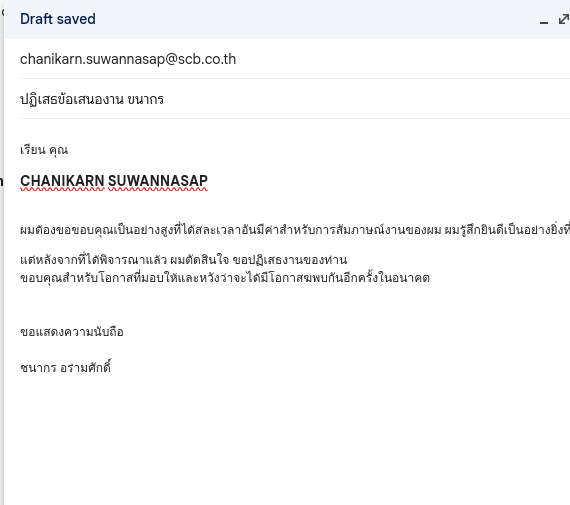 Draft saved
chanikarn.suwannasap@scb.co.th
ปฏิเสธข้อเสนองาน ขนากร
เรียน คุณ
CHANIKARN SUWANNASAP
ผมต้องขอขอบคุณเป็นอย่างสูงที่ได้สละเวลาอันมีค่าสำหรับการสัมภาษณ์งานของผม ผมรู้สึกยินดีเป็นอย่างยิ่งที่
แต่หลังจากที่ได้พิจารณาแล้ว ผมตัดสินใจ ขอปฏิเสธงานของท่าน
ขอบคุณสำหรับโอกาสที่มอบให้และหวังว่าจะได้มีโอกาสฆพบกันอีกครั้งในอนาคต
ขอแสดงความนับถือ
ชนากร อร่ามศักดิ์